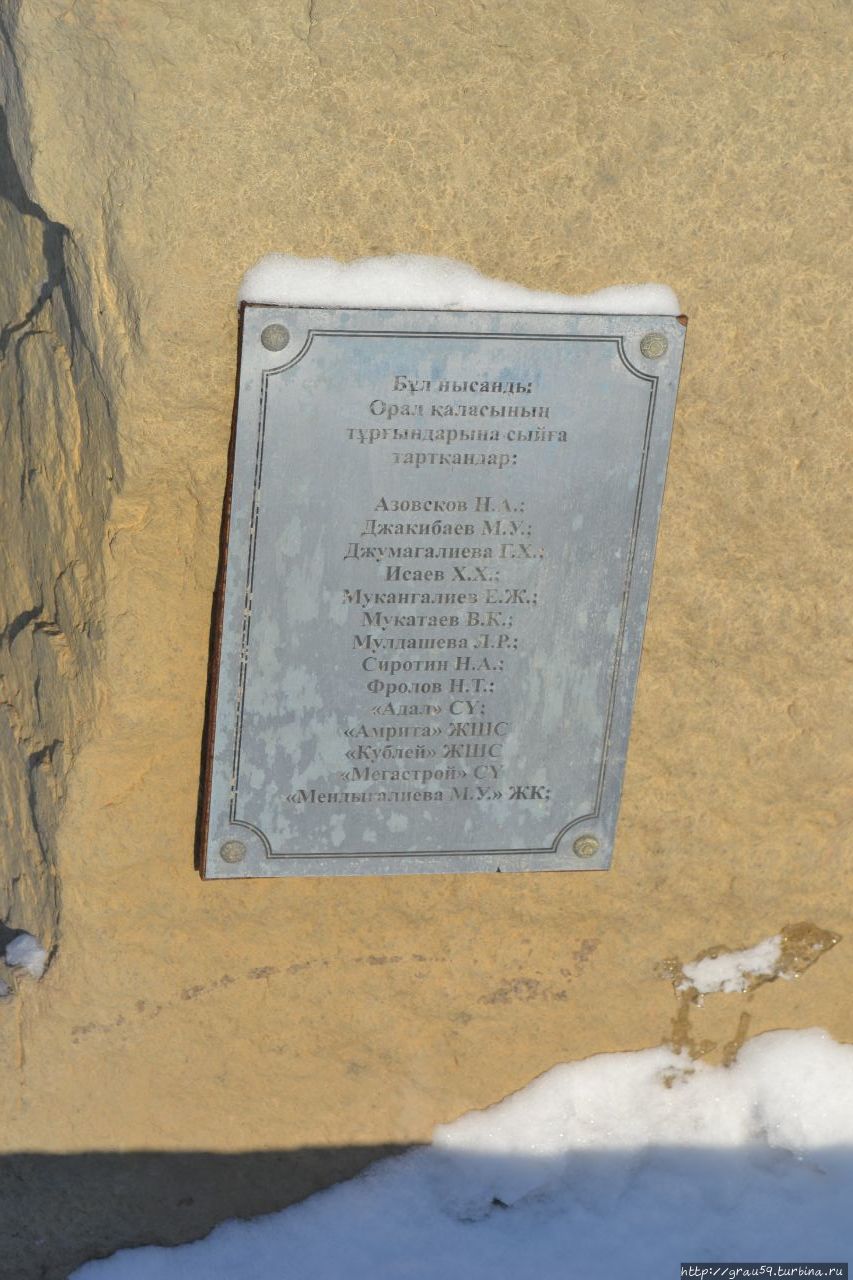 Бұл нысанды
Орал қаласының
тұрғындарына сыйға
тартқандар:
Азовсков Н.А.;
Джакибаев М.У.;
Джумагалиева Г.Х.;
Исаев Х.Х.;
Мукангалиев Е.Ж.;
Мукатаев В.К.;
Мулдашева Л.Р.;
Сиротин Н.А.;
Фролов Н.Т.;
«Адал» СҮ;
«Амрита» ЖШС
«Кублей» ЖШС
«Мегастрой» СҮ
«Мендыгалиева М.У.» ЖК;
http://grau59.turbina.ru